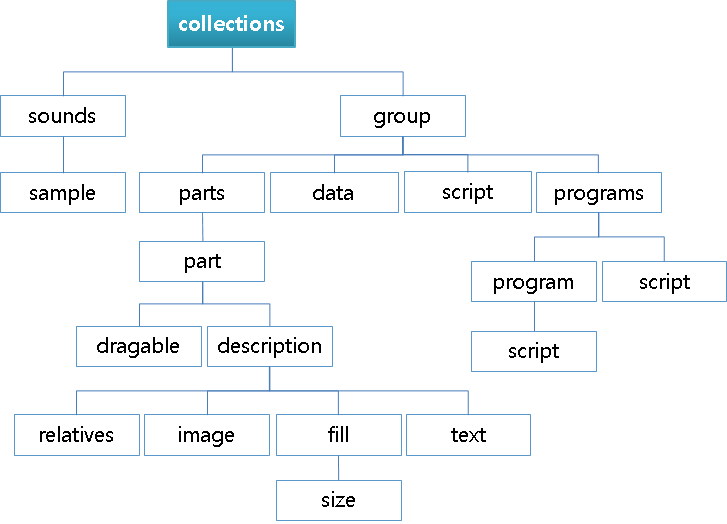 collections
sounds
group
sample
parts
data
script
programs
part
program
script
dragable
description
script
relatives
image
fill
text
size